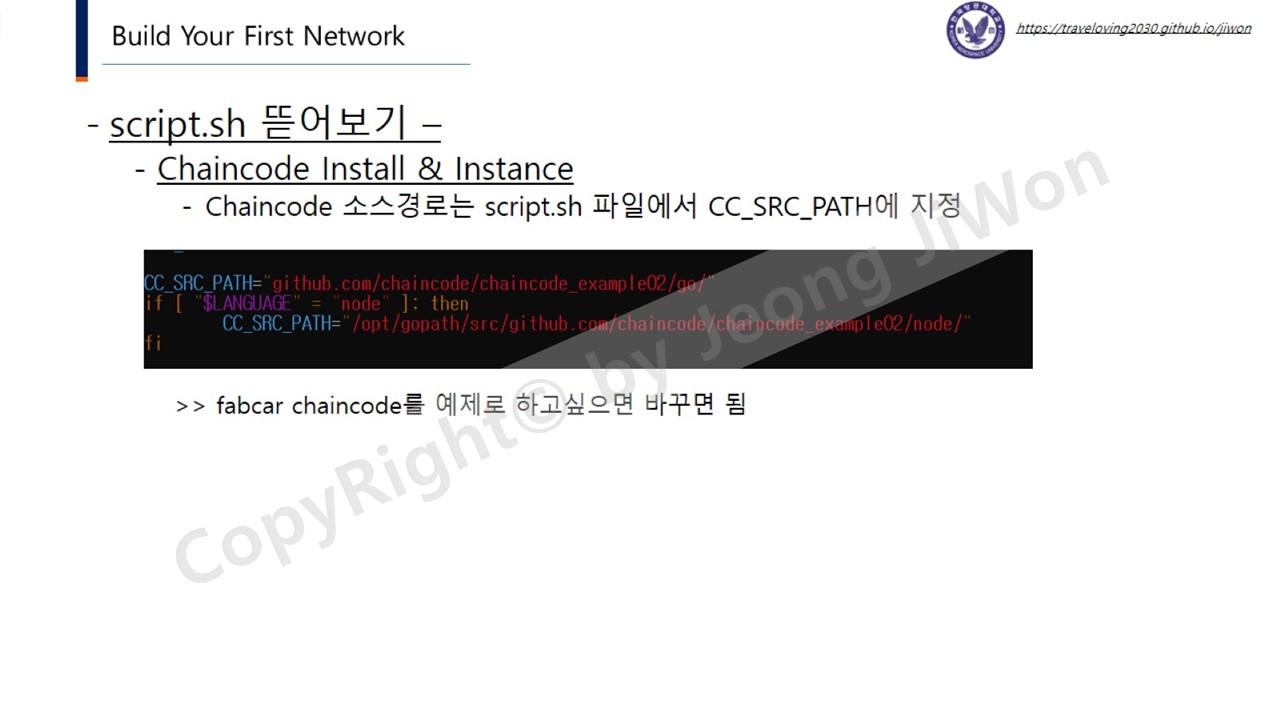 Build Your First Network
https://traveloving2030.github.io/jiwon
- script.sh 뜯어보기 –
- Chaincode Install & Instance
- Chaincode 소스경로는 script.sh 파일에서 CC_SRC_PATH에 지정
CC_SRC_PATH="github.com/chaincode/chaincode_example02/go/"
if [ "$LANGUAGE" = "node" ]; then
CC_SRC_PATH="/opt/gopath/src/github.com/chaincode/chaincode_example02/node/"
fi
>> fabcar chaincode를 예제로 하고싶으면 바꾸면 됨
CopyRight© by Jeong JiWon